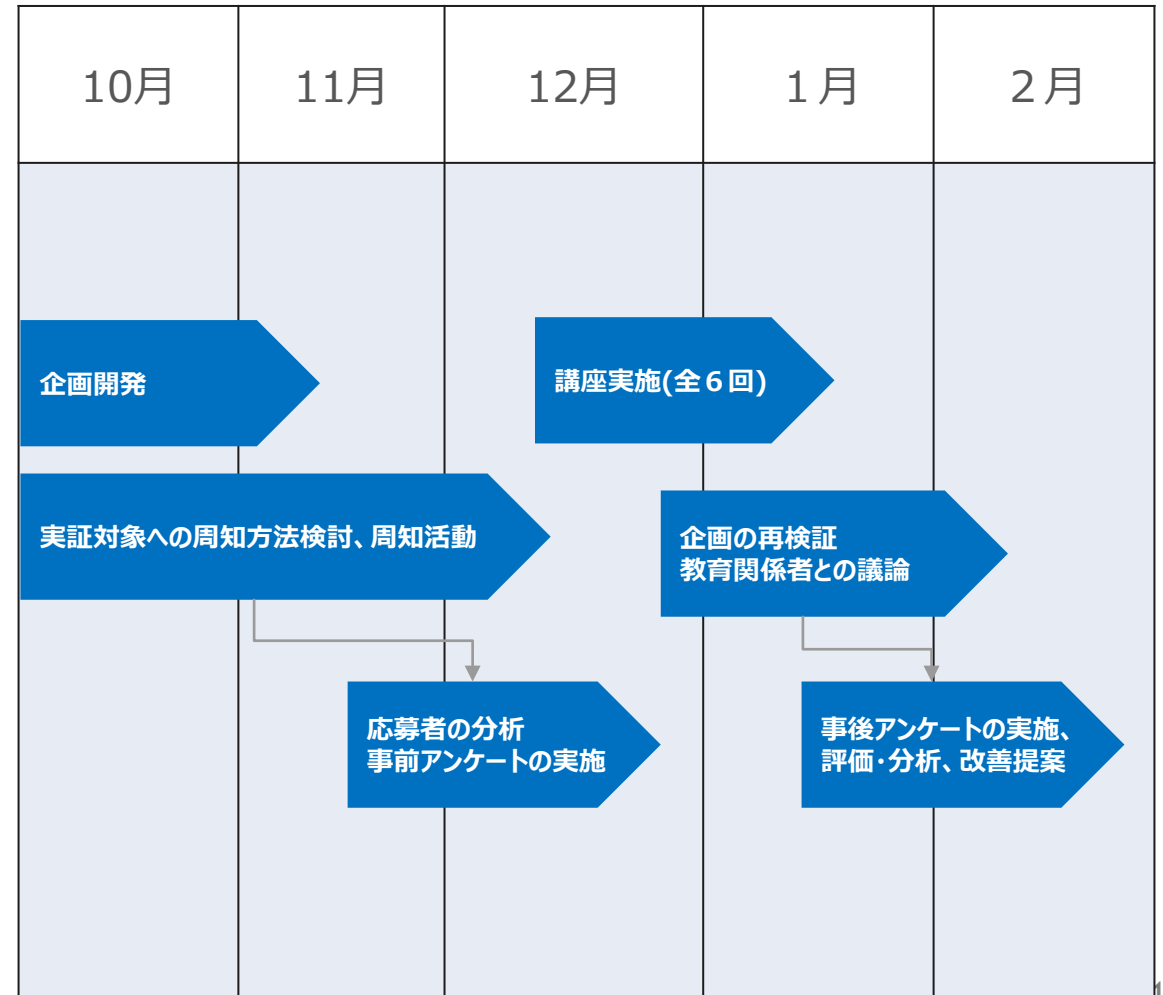 10月
11月
12月
１月
２月
企画開発
講座実施(全６回)
実証対象への周知方法検討、周知活動
企画の再検証
教育関係者との議論
応募者の分析
事前アンケートの実施
事後アンケートの実施、
評価・分析、改善提案